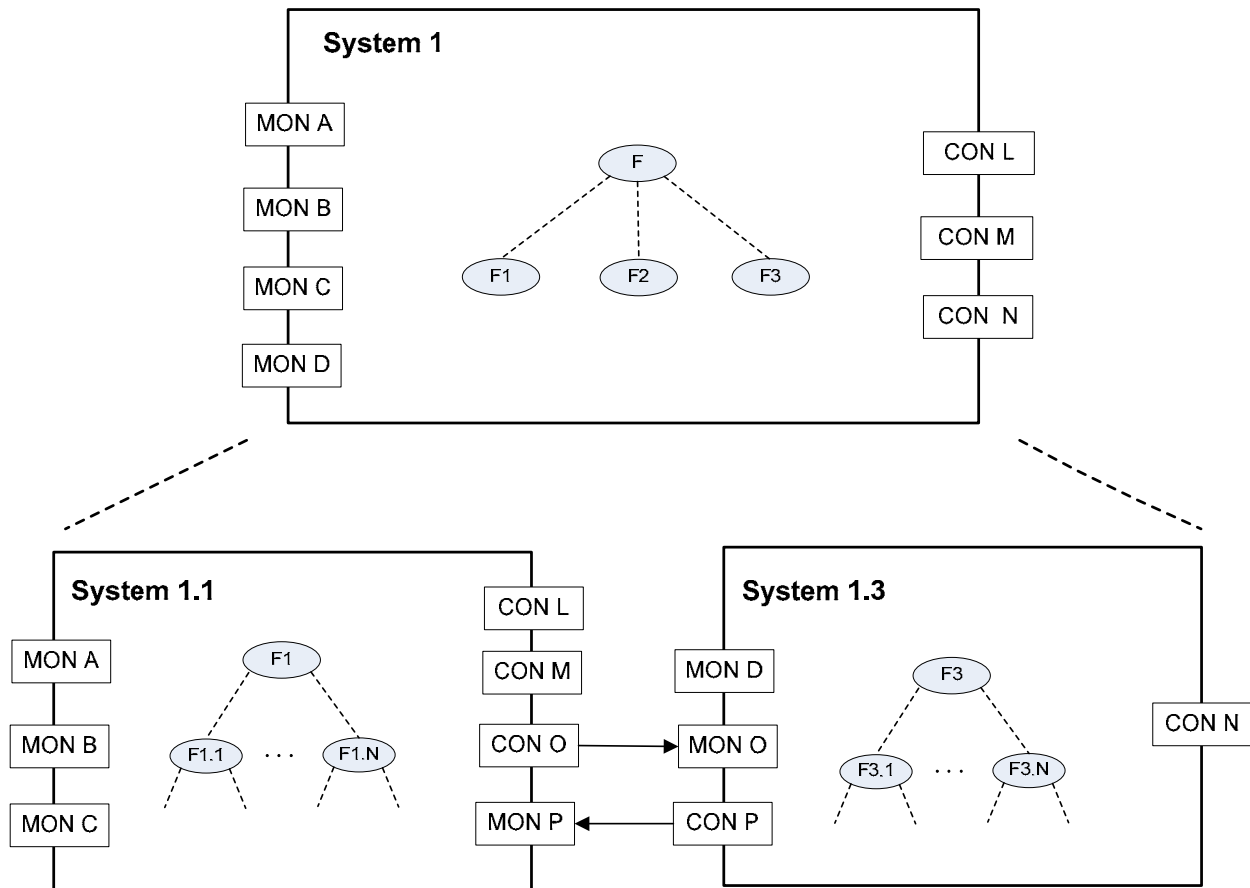 System 1
MON A
MON B
MON C
MON D
F
F1
F2
F3
CON L
CON M
CON N
System 1.1
MON A
MON B
MON C
F1
F1.1
...
F1.N
CON L
CON M
CON O
MON P
System 1.3
MON D
MON O
CON P
F3
F3.1
...
F3.N
CON N